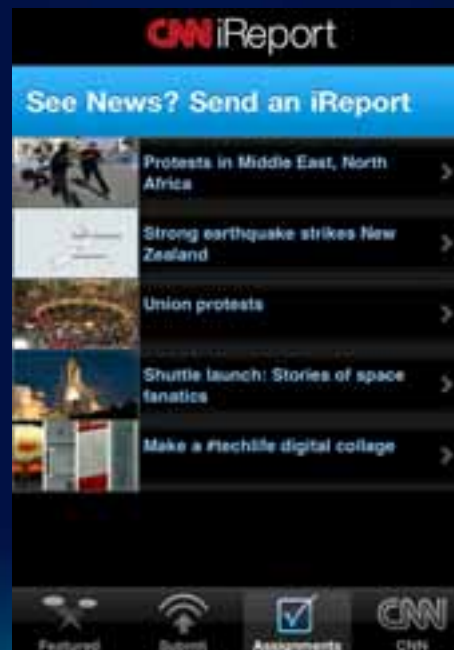 CNN iReport
See News? Send an iReport
Protests in Middle East, North
Africa
Strong earthquake strikes New
Zealand
Union protests
Shuttle launch: Stories of space
fanatics
Make a #techlife digital collage
CNN
Featured
Submit
Assignments
CNN